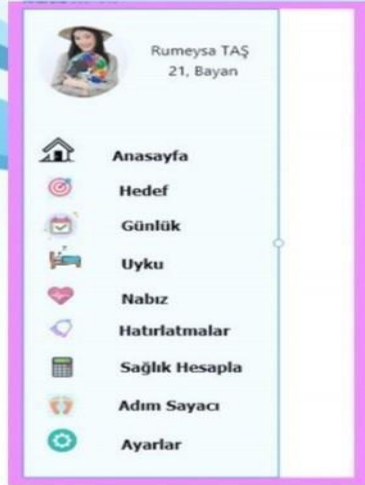 Rumeysa TAŞ
21, Bayan
Anasayfa
Hedef
Günlük
Uyku
Nabız
Hatırlatmalar
Sağlık Hesapla
Adım Sayacı
Ayarlar